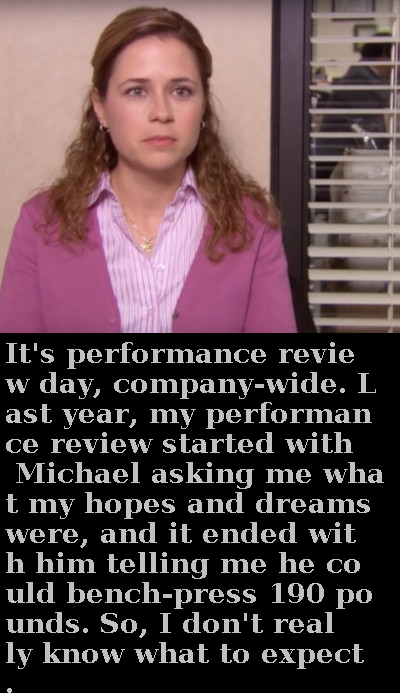 It's performance revie
w day, company-wide. L
ast year, my performan
ce review started with
 Michael asking me wha
t my hopes and dreams
were, and it ended wit
h him telling me he co
uld bench-press 190 po
unds. So, I don't real
ly know what to expect
.